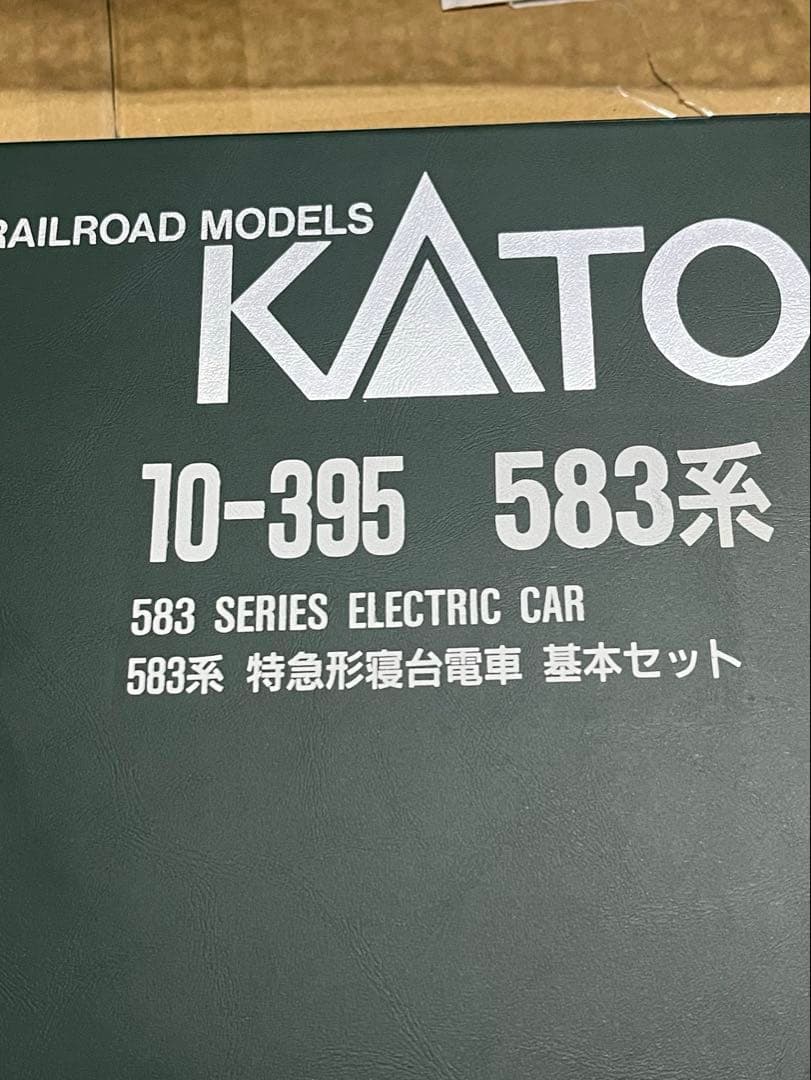 RAILROAD MODELS
KATO
10-395 583系
583 SERIES ELECTRIC CAR
583系 特急形寝台電車 基本セット